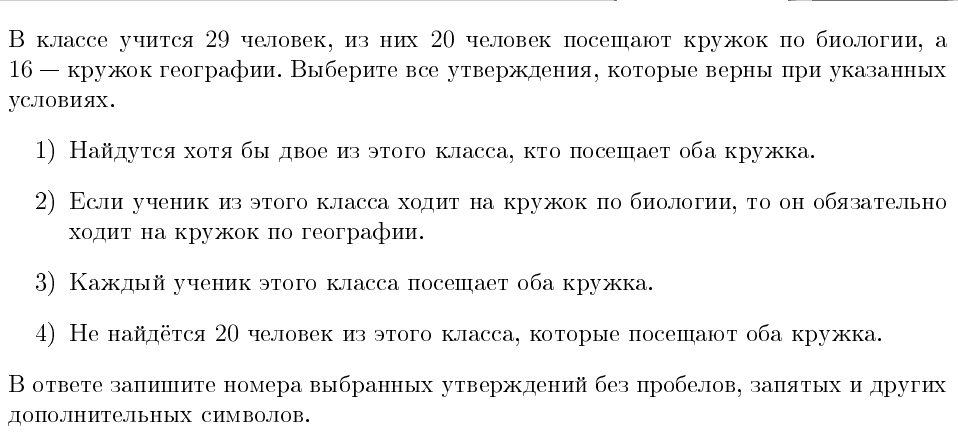 В классе учится 29 человек, из них 20 человек посещают кружок по биологии, а
16 — кружок географии. Выберите все утверждения, которые верны при указанных
условиях.
1) Найдутся хотя бы двое из этого класса, кто посещает оба кружка.
2) Если ученик из этого класса ходит на кружок по биологии, то он обязательно
ходит на кружок по географии.
3) Каждый ученик этого класса посещает оба кружка.
4) Не найдётся 20 человек из этого класса, которые посещают оба кружка.
В ответе запишите номера выбранных утверждений без пробелов, запятых и других
дополнительных символов.